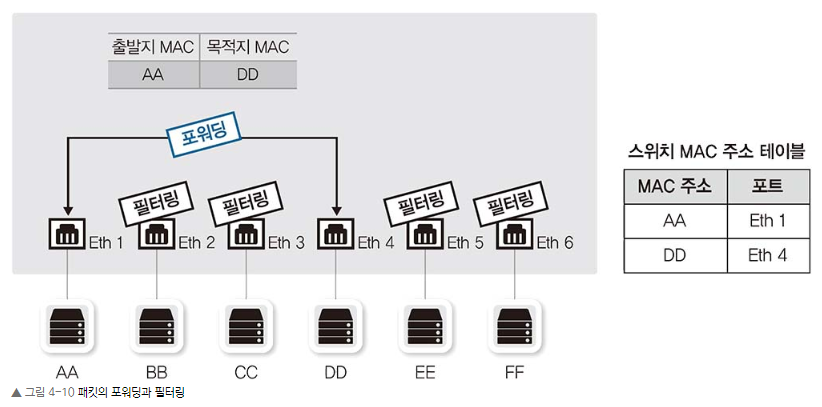 출발지 MAC 목적지 MAC
AA DD
포워딩
필터링 필터링 필터링 필터링
Eth 1 Eth 2 Eth 3 Eth 4 Eth 5 Eth 6
AA BB CC DD EE FF
스위치 MAC 주소 테이블
MAC 주소 포트
AA Eth 1
DD Eth 4
▲ 그림 4-10 패킷의 포워딩과 필터링